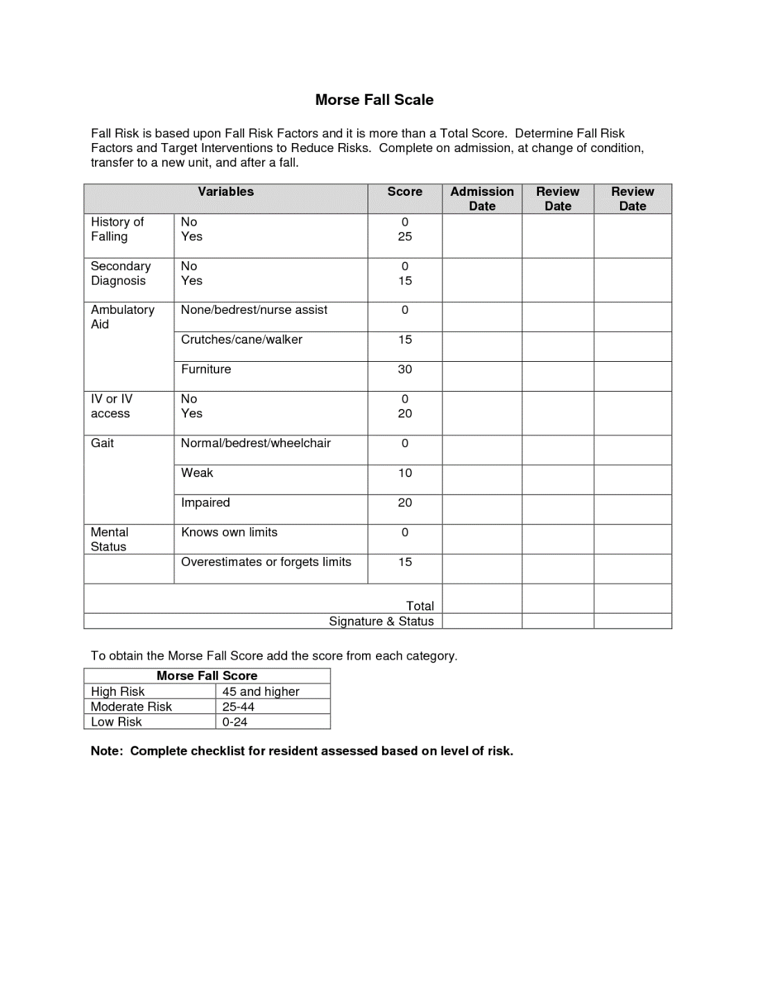 Morse Fall Scale
Fall Risk is based upon Fall Risk Factors and it is more than a Total Score.  Determine Fall Risk
Factors and Target Interventions to Reduce Risks.  Complete on admission, at change of condition,
transfer to a new unit, and after a fall.
Variables Score Admission Date Review Date Review Date
History of Falling No 0
Yes 25
Secondary Diagnosis No 0
Yes 15
Ambulatory Aid None/bedrest/nurse assist 0
Crutches/cane/walker 15
Furniture 30
IV or IV access No 0
Yes 20
Gait Normal/bedrest/wheelchair 0
Weak 10
Impaired 20
Mental Status Knows own limits 0
Overestimates or forgets limits 15
Total
Signature & Status
To obtain the Morse Fall Score add the score from each category.
Morse Fall Score
High Risk 45 and higher
Moderate Risk 25-44
Low Risk 0-24
Note:  Complete checklist for resident assessed based on level of risk.